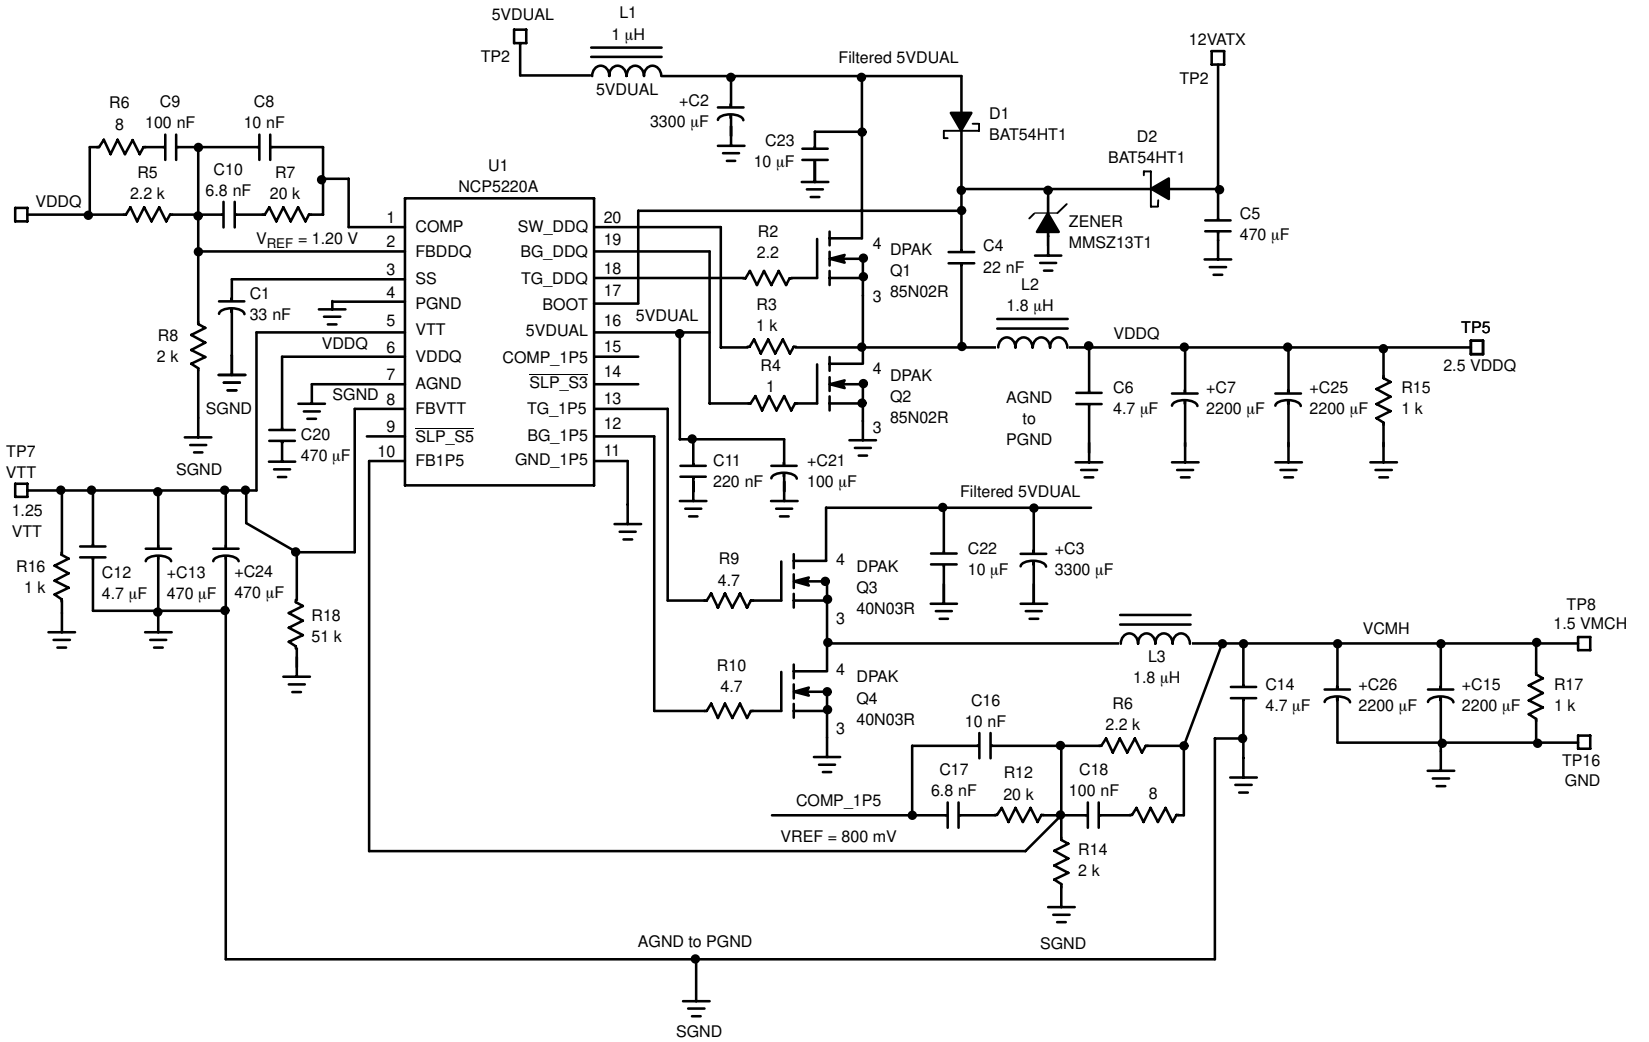 5VDUAL
L1
1 μH
TP2
5VDUAL
Filtered 5VDUAL
12VATX
TP2
+C2
3300 μF
D1
BAT54HT1
C23
10 μF
D2
BAT54HT1
R6
8
C9
100 nF
C8
10 nF
R5
2.2 k
C10
6.8 nF
R7
20 k
VDDQ
VREF = 1.20 V
U1
NCP5220A
1 COMP
2 FBDDQ
3 SS
4 PGND
5 VTT
6 VDDQ
7 AGND
8 FBVTT
9 SLP_S5
10 FB1P5
SW_DDQ 20
BG_DDQ 19
TG_DDQ 18
BOOT 17
5VDUAL 16
COMP_1P5 15
SLP_S3 14
TG_1P5 13
BG_1P5 12
GND_1P5 11
ZENER
MMSZ13T1
C5
470 μF
R2
2.2
4
DPAK
Q1
85N02R
3
C4
22 nF
L2
1.8 μH
C1
33 nF
R8
2 k
SGND
VDDQ
SGND
5VDUAL
R3
1 k
R4
1
4
DPAK
Q2
85N02R
3
VDDQ
TP5
2.5 VDDQ
AGND
to
PGND
C6
4.7 μF
+C7
2200 μF
+C25
2200 μF
R15
1 k
C20
470 μF
SGND
TP7
VTT
1.25
VTT
C11
220 nF
+C21
100 μF
Filtered 5VDUAL
R16
1 k
C12
4.7 μF
+C13
470 μF
+C24
470 μF
R18
51 k
R9
4.7
4
DPAK
Q3
40N03R
3
C22
10 μF
+C3
3300 μF
TP8
1.5 VMCH
VCMH
L3
1.8 μH
R10
4.7
4
DPAK
Q4
40N03R
3
C14
4.7 μF
+C26
2200 μF
+C15
2200 μF
R17
1 k
TP16
GND
C16
10 nF
R6
2.2 k
C17
6.8 nF
R12
20 k
C18
100 nF
8
COMP_1P5
VREF = 800 mV
R14
2 k
SGND
AGND to PGND
SGND